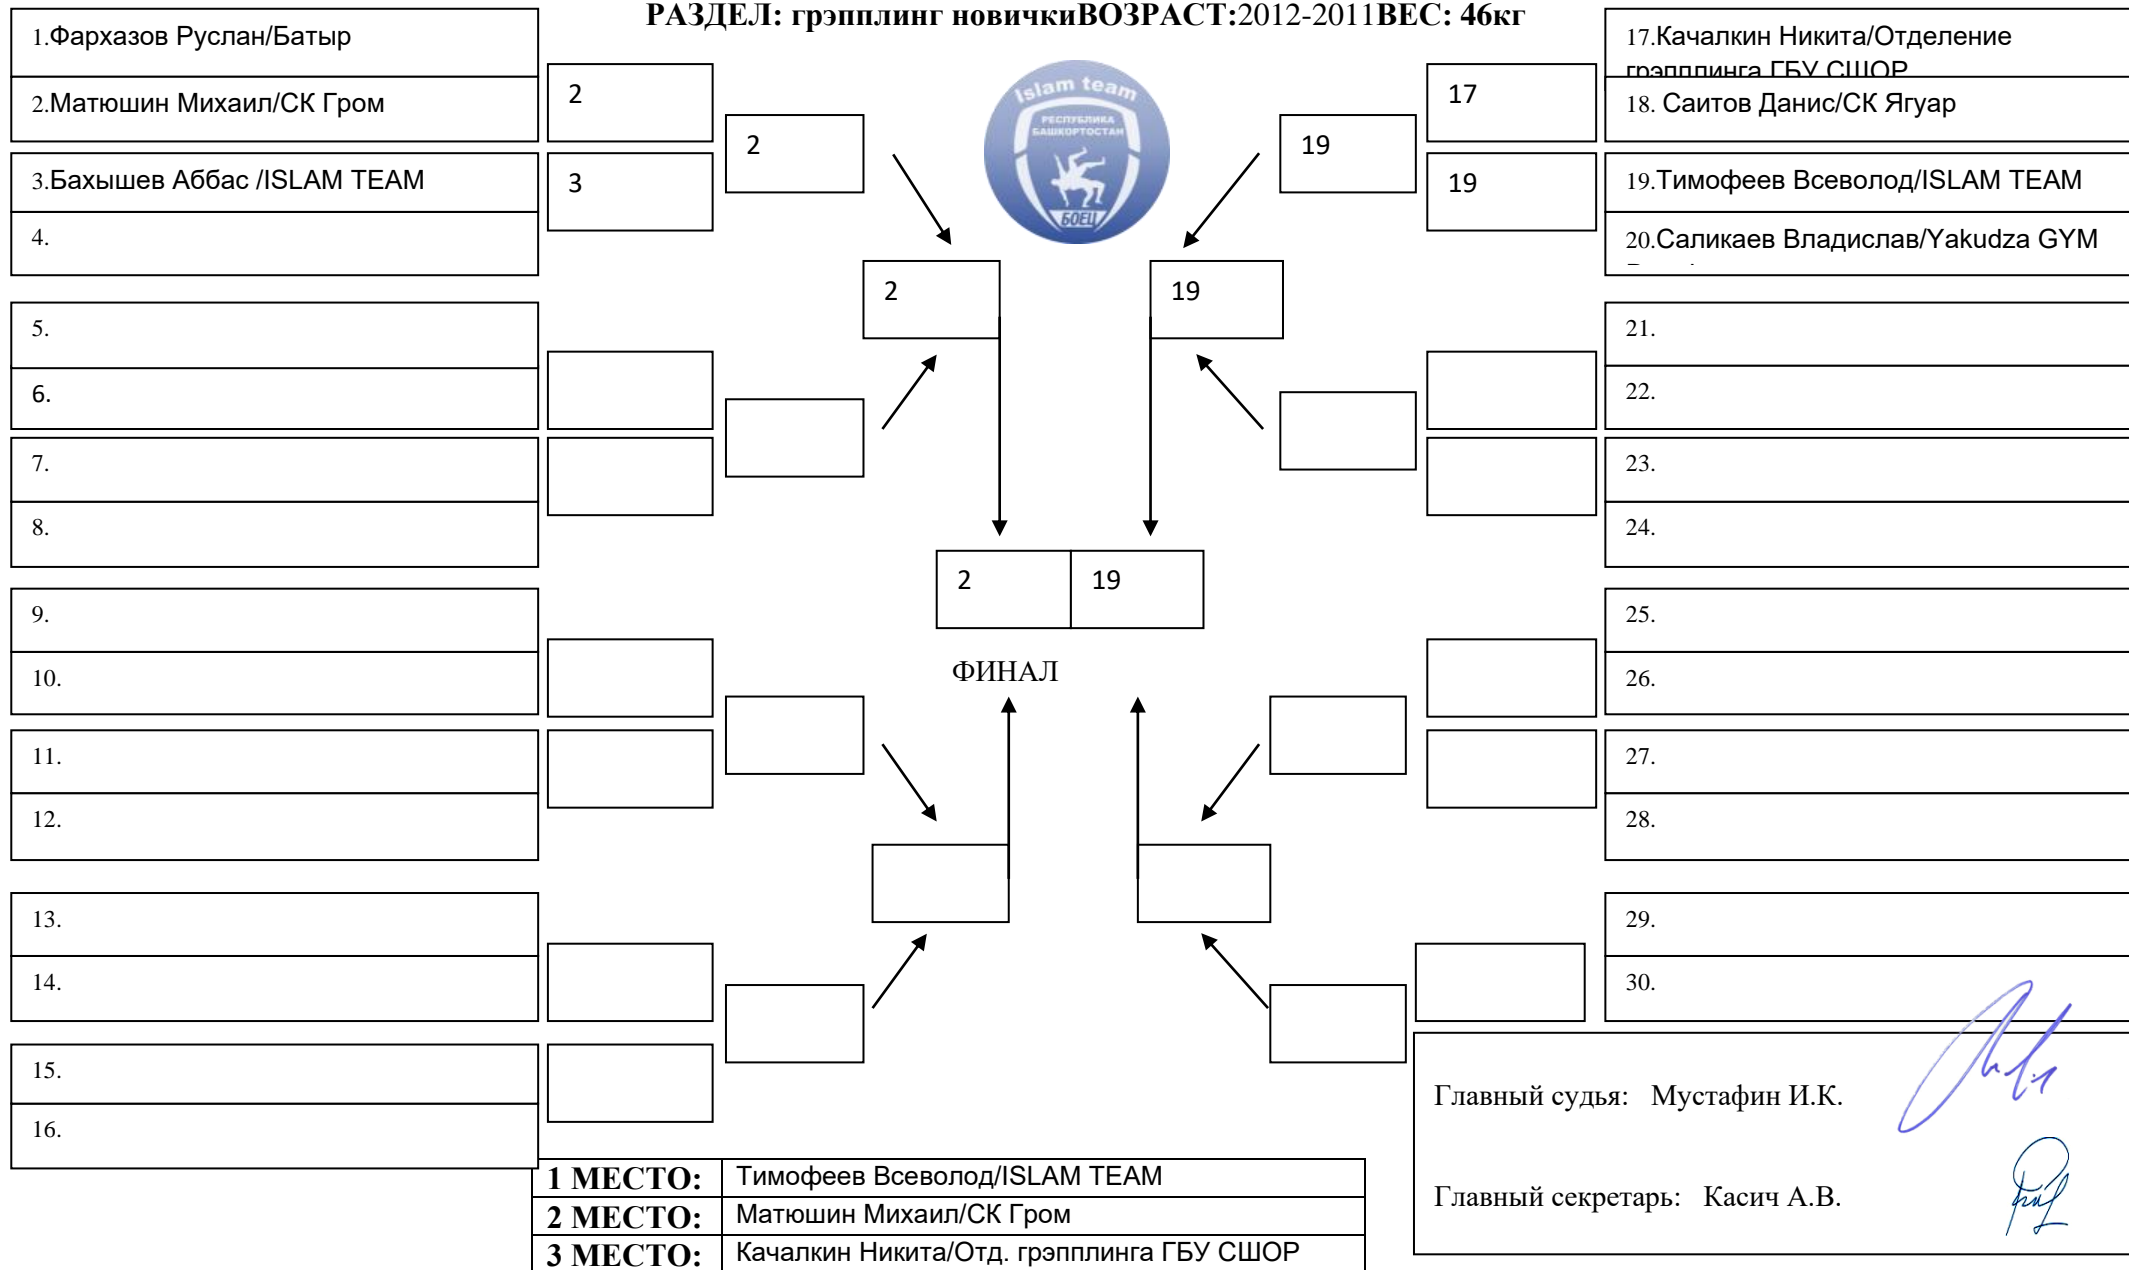 РАЗДЕЛ: грэпплинг новичкиВОЗРАСТ:2012-2011ВЕС: 46кг
1.Фархазов Руслан/Батыр
2.Матюшин Михаил/СК Гром
3.Бахышев Аббас /ISLAM TEAM
4.
5.
6.
7.
8.
9.
10.
11.
12.
13.
14.
15.
16.
2
3
2
2
Islam team
РЕСПУБЛИКА
БАШКОРТОСТАН
БОЕЦ
2 19
ФИНАЛ
19
19
17
19
17.Качалкин Никита/Отделение
грэпплинга ГБУ СШОР
18. Саитов Данис/СК Ягуар
19.Тимофеев Всеволод/ISLAM TEAM
20.Саликаев Владислав/Yakudza GYM
21.
22.
23.
24.
25.
26.
27.
28.
29.
30.
Главный судья: Мустафин И.К.
Главный секретарь: Касич А.В.
1 МЕСТО: Тимофеев Всеволод/ISLAM TEAM
2 МЕСТО: Матюшин Михаил/СК Гром
3 МЕСТО: Качалкин Никита/Отд. грэпплинга ГБУ СШОР